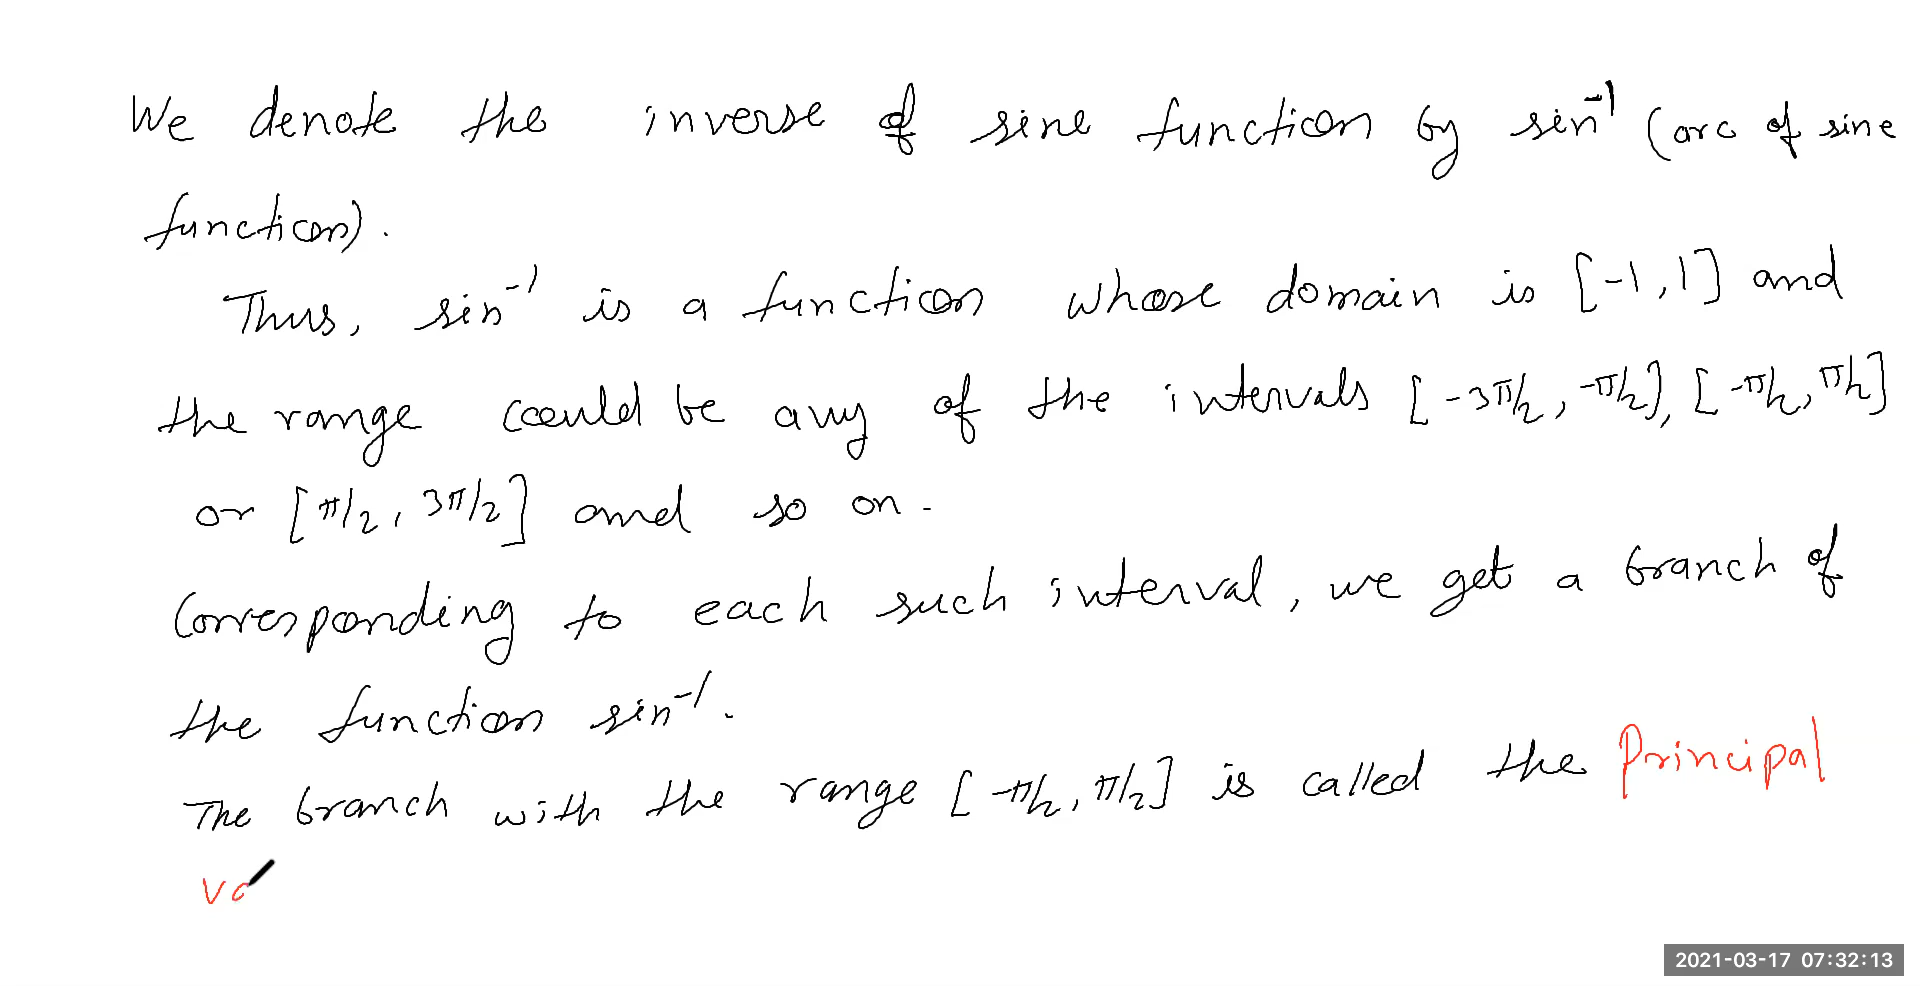 We denote the inverse of sine function by sin⁻¹ (arc of sine
function).
Thus, sin⁻¹ is a function whose domain is [-1, 1] and
the range could be any of the intervals [-3π/2, -π/2], [-π/2, π/2]
or [π/2, 3π/2] and so on.
Corresponding to each such interval, we get a branch of
the function sin⁻¹.
The branch with the range [-π/2, π/2] is called the Principal
2021-03-17 07:32:13